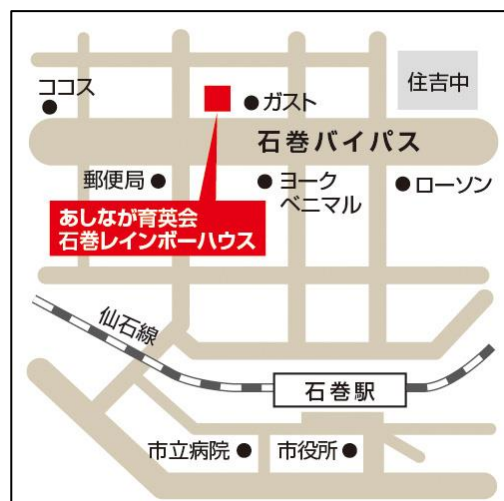 ココス
ガスト
住吉中
石巻バイパス
郵便局
ヨーク
ベニマル
ローソン
あしなが育英会
石巻レインボーハウス
仙石線
石巻駅
市立病院
市役所